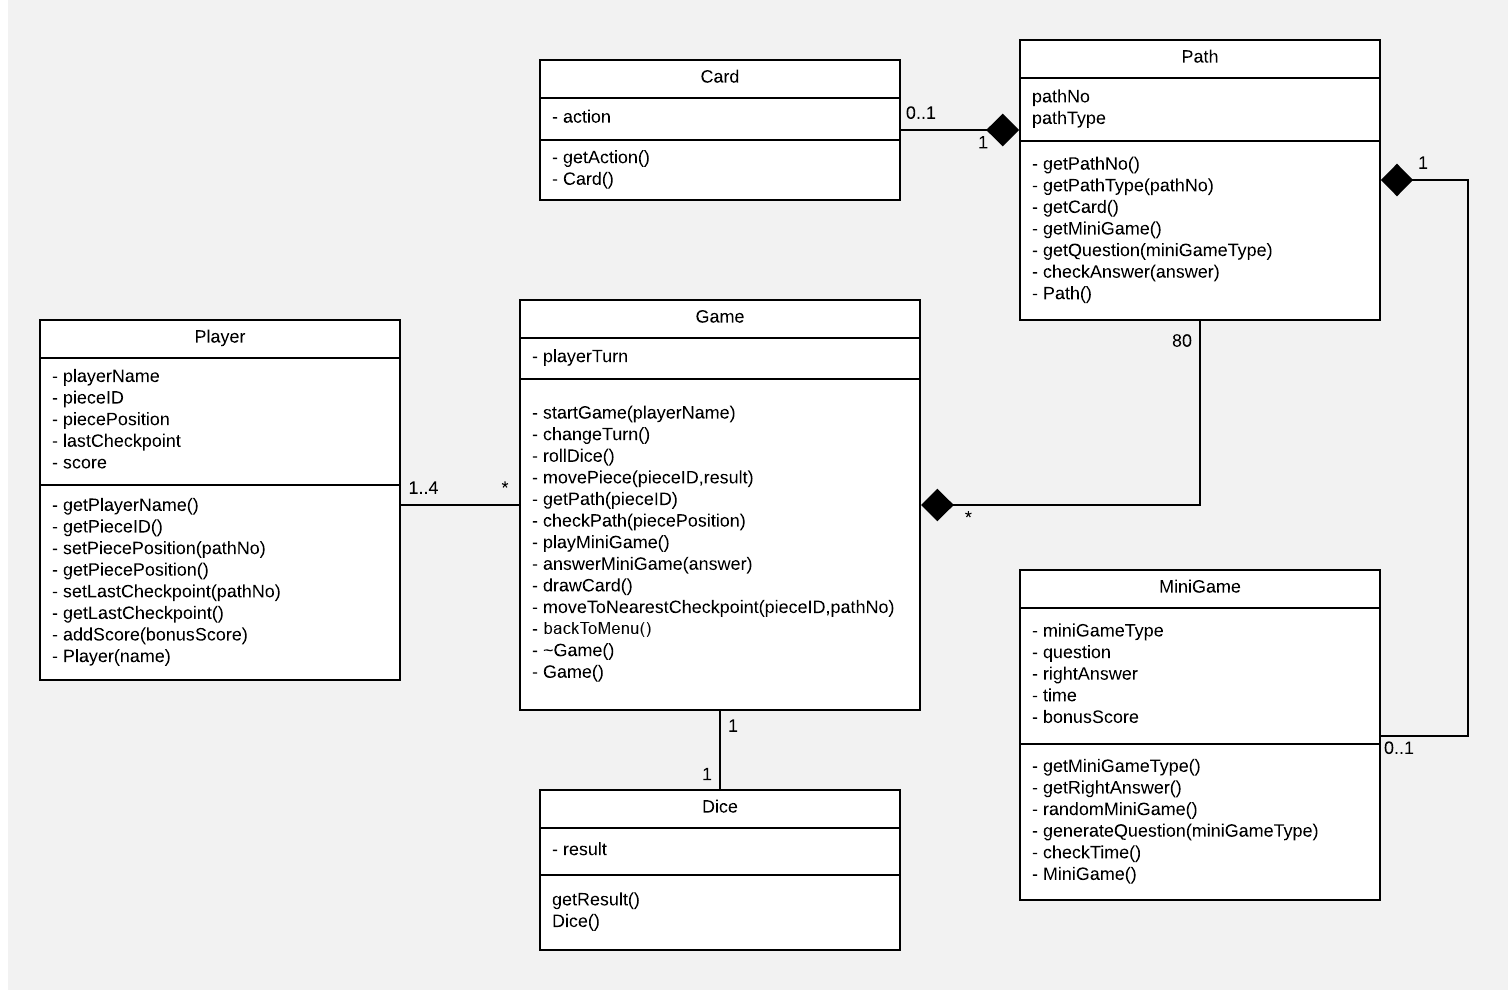 Card
- action
- getAction()
- Card()
0..1
1
Path
pathNo
pathType
- getPathNo()
- getPathType(pathNo)
- getCard()
- getMiniGame()
- getQuestion(miniGameType)
- checkAnswer(answer)
- Path()
1
80
Player
- playerName
- pieceID
- piecePosition
- lastCheckpoint
- score
- getPlayerName()
- getPieceID()
- setPiecePosition(pathNo)
- getPiecePosition()
- setLastCheckpoint(pathNo)
- getLastCheckpoint()
- addScore(bonusScore)
- Player(name)
1..4
*
Game
- playerTurn
- startGame(playerName)
- changeTurn()
- rollDice()
- movePiece(pieceID,result)
- getPath(pieceID)
- checkPath(piecePosition)
- playMiniGame()
- answerMiniGame(answer)
- drawCard()
- moveToNearestCheckpoint(pieceID,pathNo)
- backToMenu()
- ~Game()
- Game()
*
1
1
Dice
- result
getResult()
Dice()
MiniGame
- miniGameType
- question
- rightAnswer
- time
- bonusScore
- getMiniGameType()
- getRightAnswer()
- randomMiniGame()
- generateQuestion(miniGameType)
- checkTime()
- MiniGame()
0..1